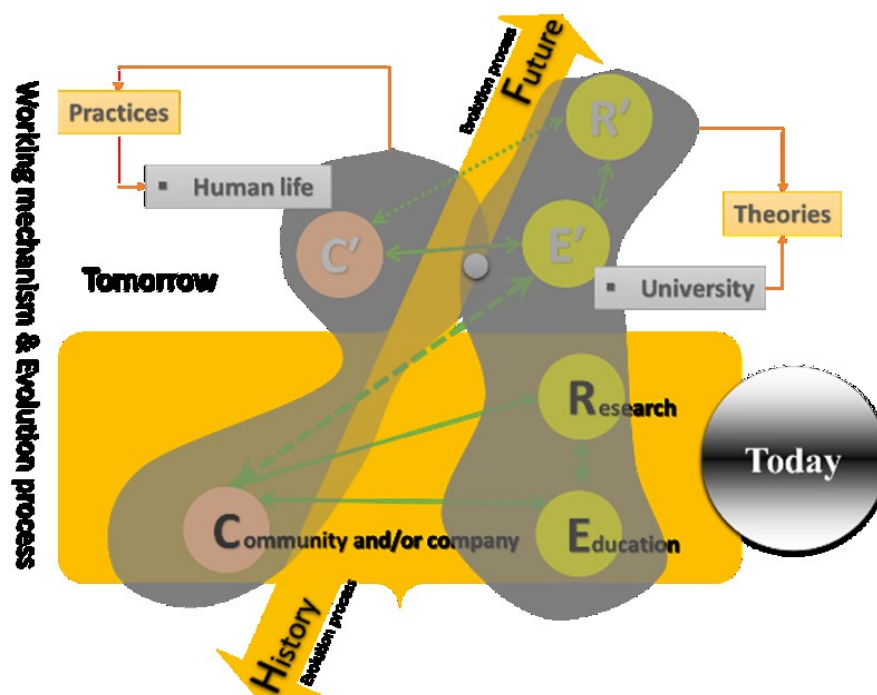 Working mechanism & Evolution process
Future
Evolution process
Practices
Human life
R′
Theories
C′
E′
Tomorrow
University
Research
Today
Community and/or company
Education
History
Evolution process